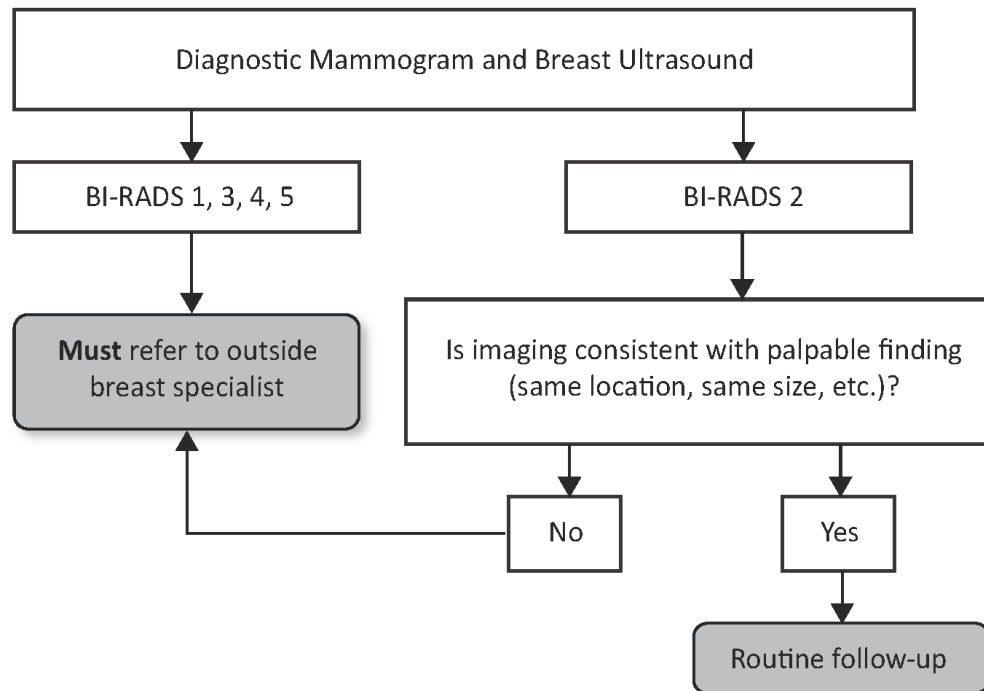 Diagnostic Mammogram and Breast Ultrasound
BI-RADS 1, 3, 4, 5
BI-RADS 2
Must refer to outside
breast specialist
Is imaging consistent with palpable finding
(same location, same size, etc.)?
No
Yes
Routine follow-up